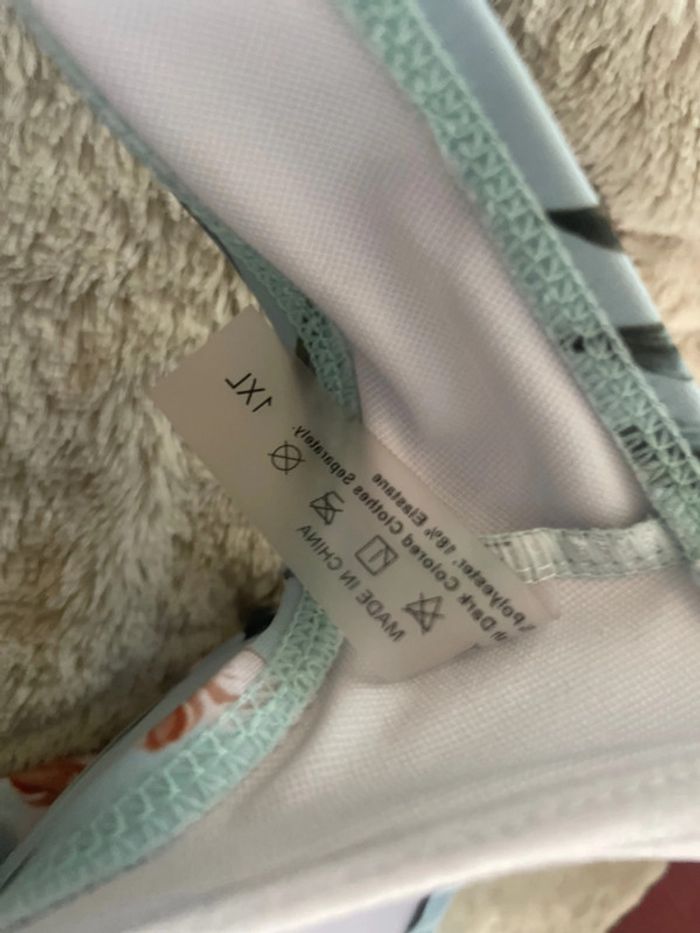 1XL
Polyester, 18% Elastane
Dark Colored Clothes Separately.
MADE IN CHINA